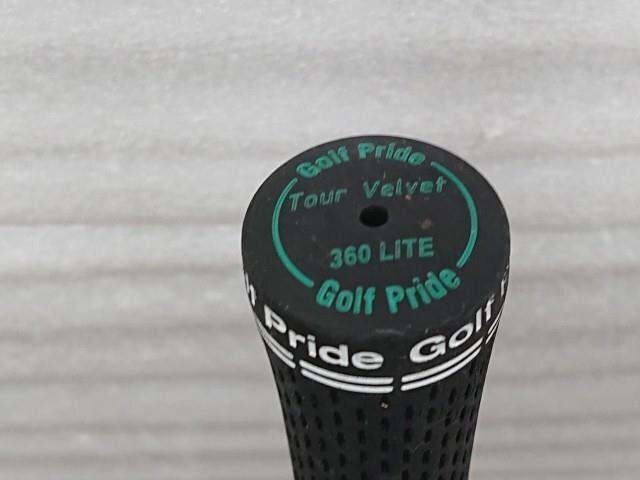 Golf Pride
Tour Velvet
360 LITE
Golf Pride
Pride Golf